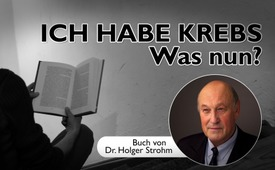 ICH HABE KREBS
Was nun?
Buch von
Dr. Holger Strohm